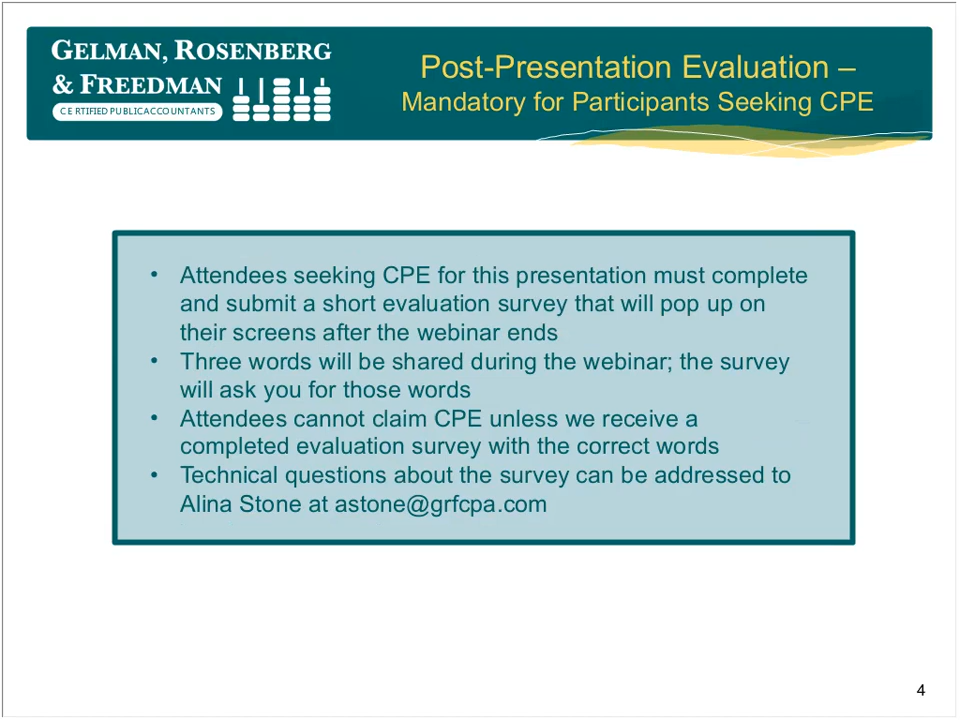 GELMAN, ROSENBERG
& FREEDMAN
CERTIFIED PUBLIC ACCOUNTANTS
Post-Presentation Evaluation –
Mandatory for Participants Seeking CPE
• Attendees seeking CPE for this presentation must complete
and submit a short evaluation survey that will pop up on
their screens after the webinar ends
• Three words will be shared during the webinar; the survey
will ask you for those words
• Attendees cannot claim CPE unless we receive a
completed evaluation survey with the correct words
• Technical questions about the survey can be addressed to
Alina Stone at astone@grfcpa.com
4